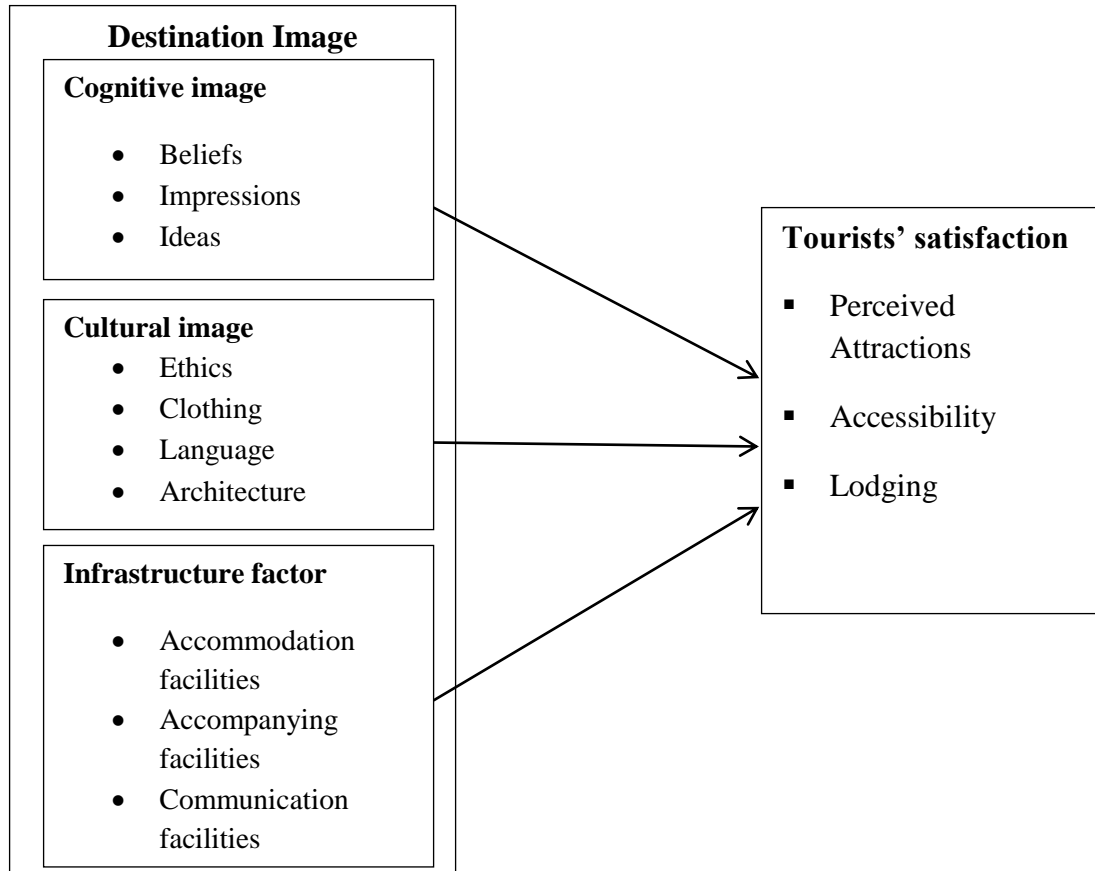 Destination Image
Cognitive image
• Beliefs
• Impressions
• Ideas
Cultural image
• Ethics
• Clothing
• Language
• Architecture
Infrastructure factor
• Accommodation
facilities
• Accompanying
facilities
• Communication
facilities
Tourists’ satisfaction
▪ Perceived
Attractions
▪ Accessibility
▪ Lodging